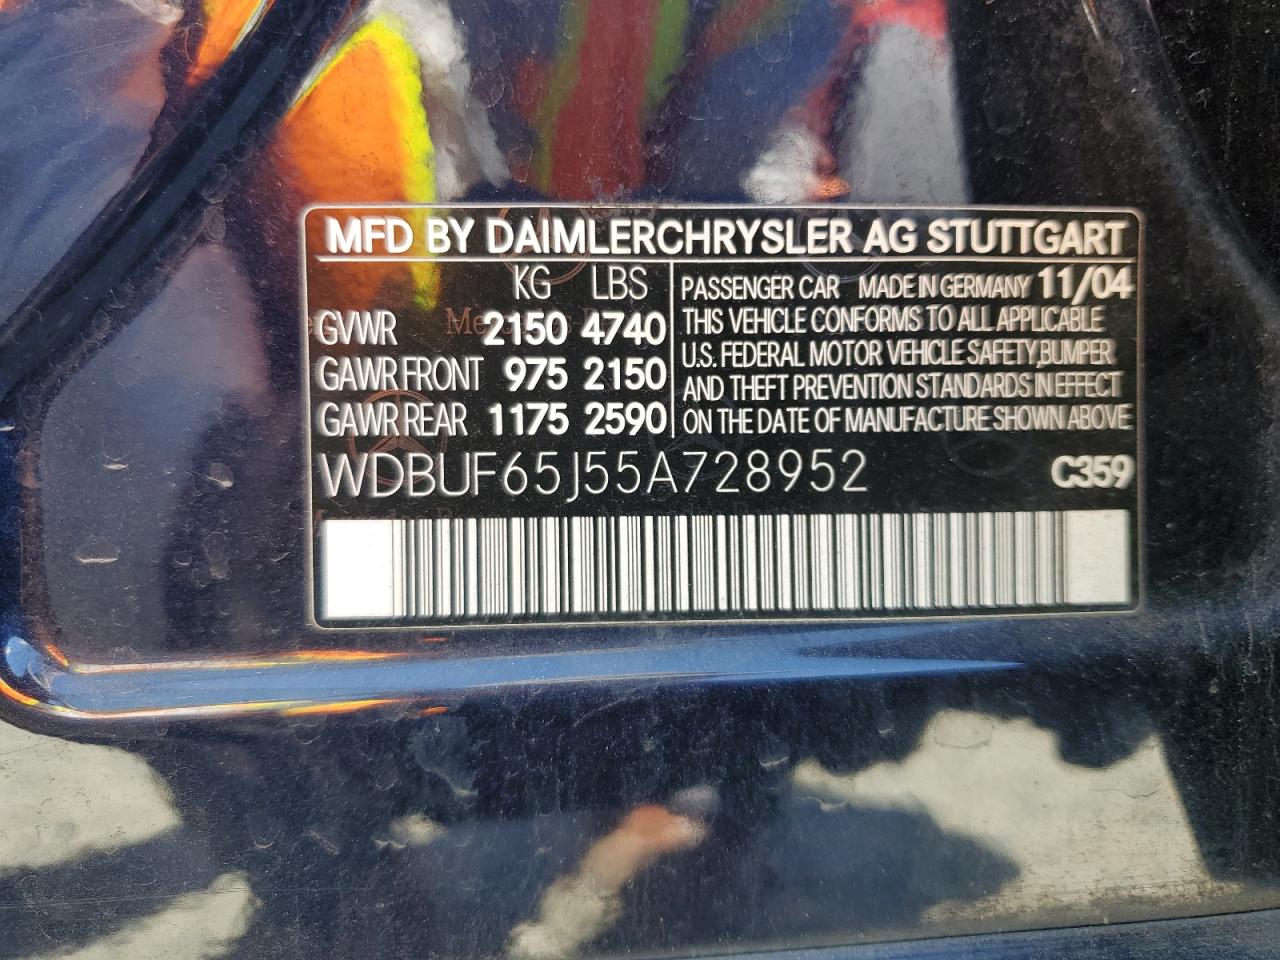 MFD BY DAIMLERCHRYSLER AG STUTTGART
KG LBS
GVWR 2150 4740
GAWR FRONT 975 2150
GAWR REAR 1175 2590
PASSENGER CAR MADE IN GERMANY 11/04
THIS VEHICLE CONFORMS TO ALL APPLICABLE
U.S. FEDERAL MOTOR VEHICLE SAFETY,BUMPER
AND THEFT PREVENTION STANDARDS IN EFFECT
ON THE DATE OF MANUFACTURE SHOWN ABOVE
WDBUF65J55A728952 C359